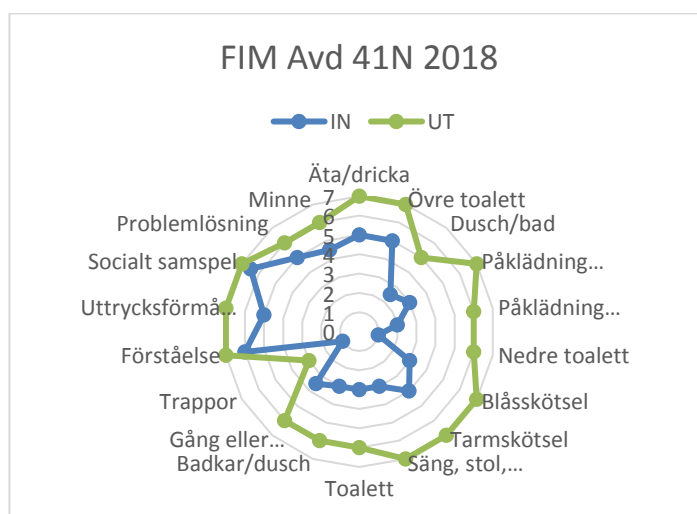 FIM Avd 41N 2018
IN UT
Äta/dricka
Övre toalett
Dusch/bad
Påklädning...
Påklädning...
Nedre toalett
Blåsskötsel
Tarmskötsel
Säng, stol,...
Toalett
Badkar/dusch
Gång eller...
Trappor
Förståelse
Uttrycksförmå...
Socialt samspel
Problemlösning
Minne
7
6
5
4
3
2
1
0